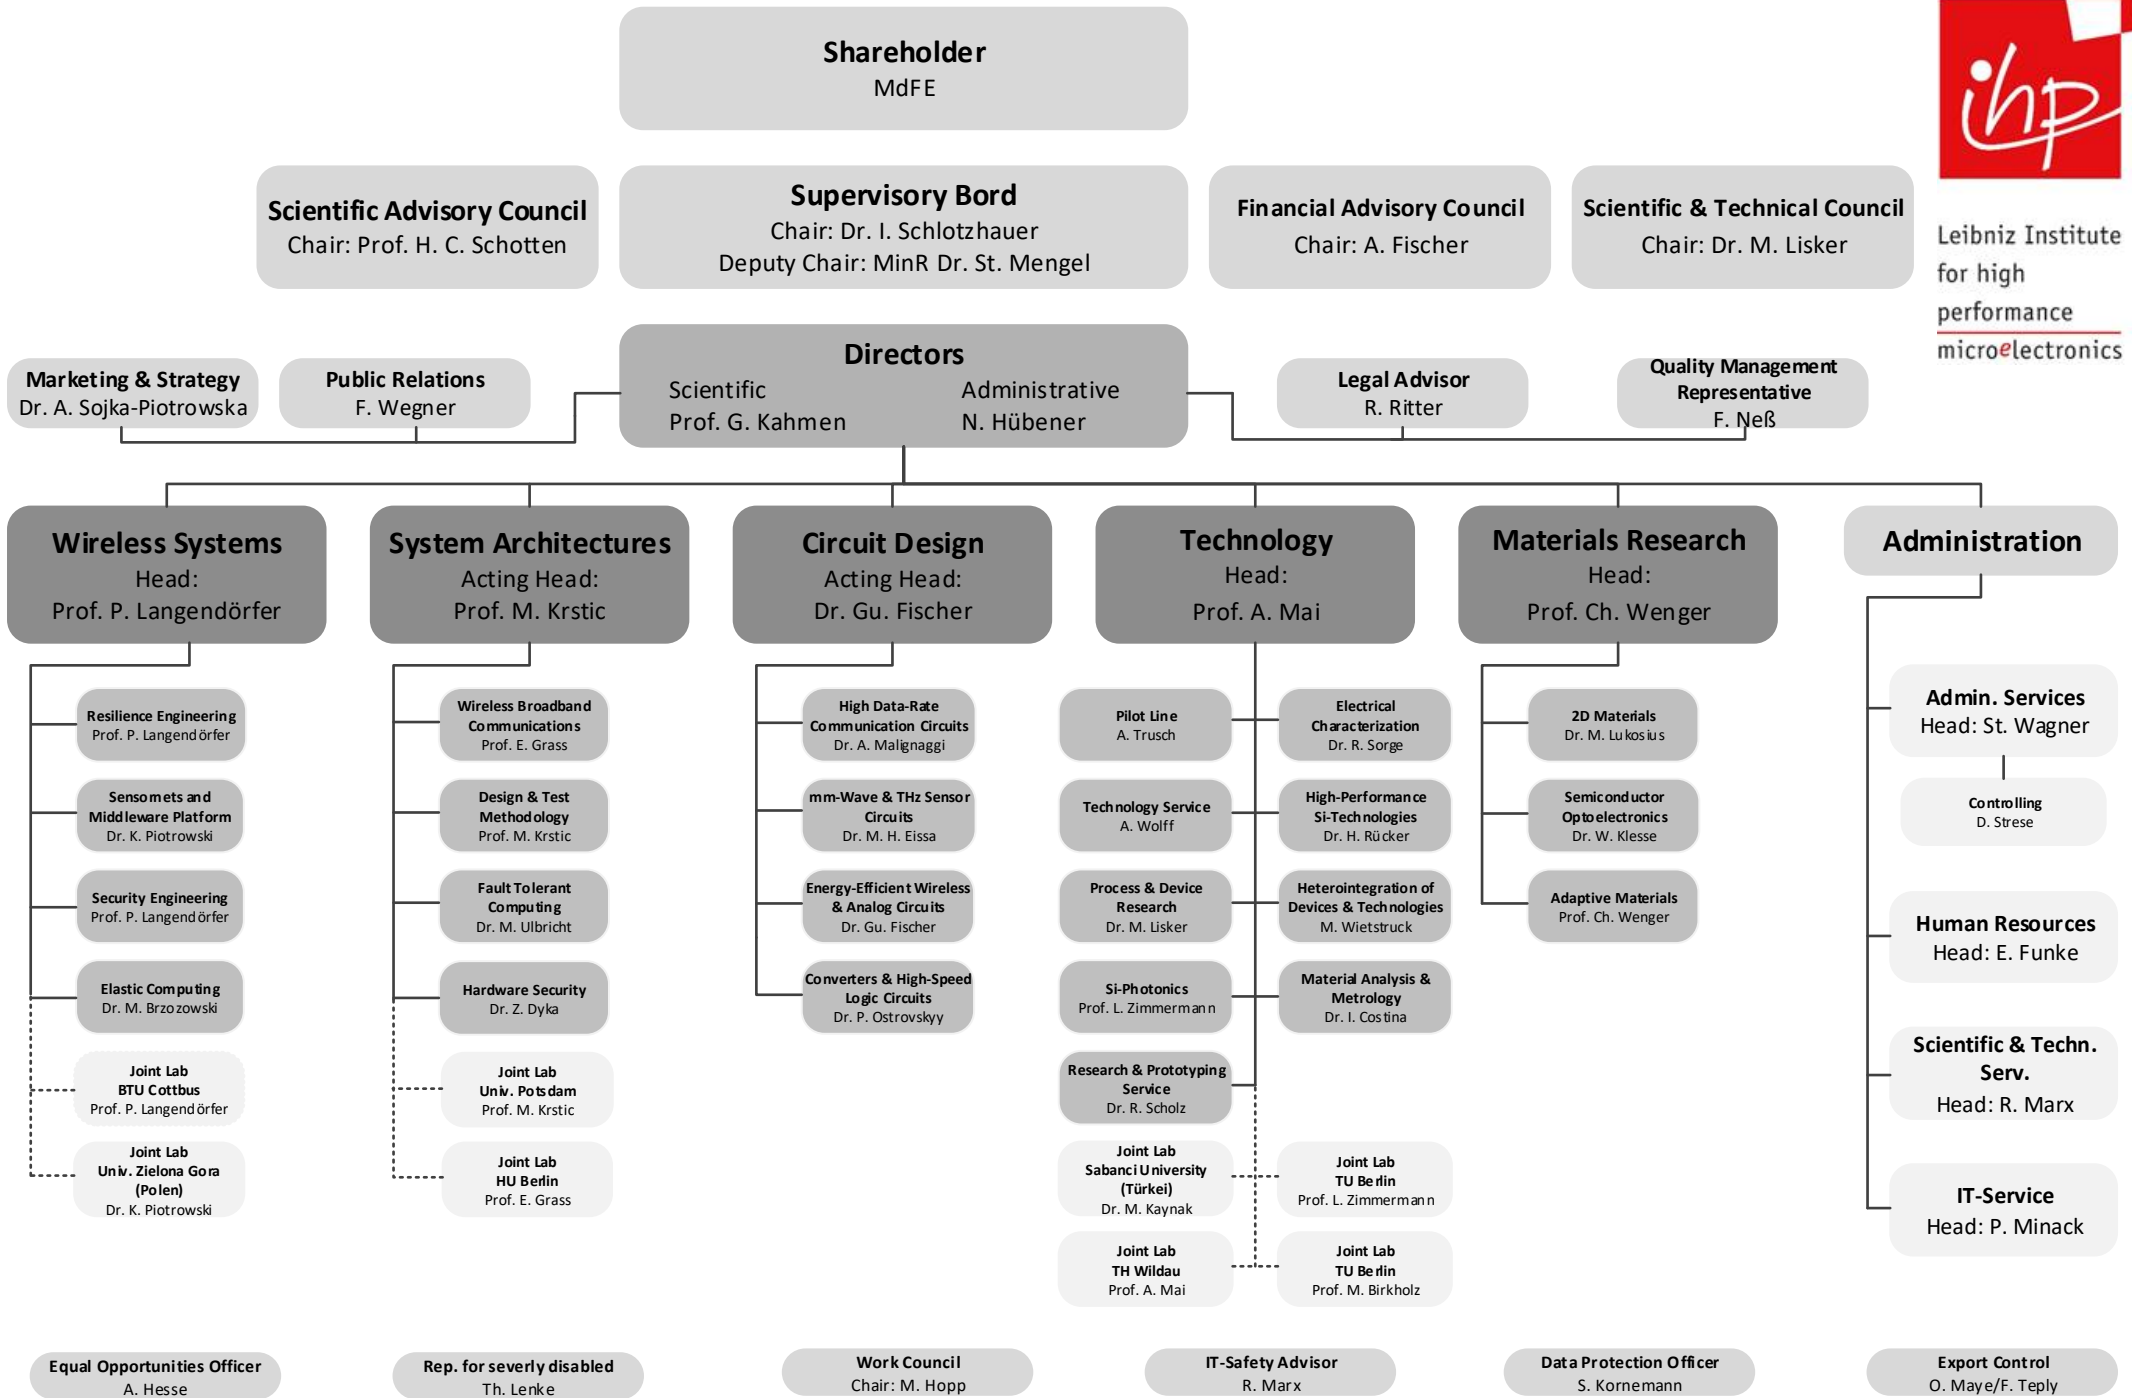 Shareholder
MdFE
ihp
Leibniz Institute
for high
performance
microelectronics
Scientific Advisory Council
Chair: Prof. H. C. Schotten
Supervisory Bord
Chair: Dr. I. Schlotzhauer
Deputy Chair: MinR Dr. St. Mengel
Financial Advisory Council
Chair: A. Fischer
Scientific & Technical Council
Chair: Dr. M. Lisker
Marketing & Strategy
Dr. A. Sojka-Piotrowska
Public Relations
F. Wegner
Directors
Scientific
Prof. G. Kahmen
Administrative
N. Hübener
Legal Advisor
R. Ritter
Quality Management
Representative
F. Neß
Wireless Systems
Head:
Prof. P. Langendörfer
System Architectures
Acting Head:
Prof. M. Krstic
Circuit Design
Acting Head:
Dr. Gu. Fischer
Technology
Head:
Prof. A. Mai
Materials Research
Head:
Prof. Ch. Wenger
Administration
Resilience Engineering
Prof. P. Langendörfer
Sensornets and
Middleware Platform
Dr. K. Piotrowski
Security Engineering
Prof. P. Langendörfer
Elastic Computing
Dr. M. Brzozowski
Joint Lab
BTU Cottbus
Prof. P. Langendörfer
Joint Lab
Univ. Zielona Gora
(Polen)
Dr. K. Piotrowski
Wireless Broadband
Communications
Prof. E. Grass
Design & Test
Methodology
Prof. M. Krstic
Fault Tolerant
Computing
Dr. M. Ulbricht
Hardware Security
Dr. Z. Dyka
Joint Lab
Univ. Potsdam
Prof. M. Krstic
Joint Lab
HU Berlin
Prof. E. Grass
High Data-Rate
Communication Circuits
Dr. A. Malignaggi
mm-Wave & THz Sensor
Circuits
Dr. M. H. Eissa
Energy-Efficient Wireless
& Analog Circuits
Dr. Gu. Fischer
Converters & High-Speed
Logic Circuits
Dr. P. Ostrovskyy
Pilot Line
A. Trusch
Technology Service
A. Wolff
Process & Device
Research
Dr. M. Lisker
Si-Photonics
Prof. L. Zimmermann
Research & Prototyping
Service
Dr. R. Scholz
Joint Lab
Sabanci University
(Türkei)
Dr. M. Kaynak
Joint Lab
TH Wildau
Prof. A. Mai
Electrical
Characterization
Dr. R. Sorge
High-Performance
Si-Technologies
Dr. H. Rücker
Heterointegration of
Devices & Technologies
M. Wietstruck
Material Analysis &
Metrology
Dr. I. Costina
Joint Lab
TU Berlin
Prof. L. Zimmermann
Joint Lab
TU Berlin
Prof. M. Birkholz
2D Materials
Dr. M. Lukosius
Semiconductor
Optoelectronics
Dr. W. Klesse
Adaptive Materials
Prof. Ch. Wenger
Admin. Services
Head: St. Wagner
Controlling
D. Strese
Human Resources
Head: E. Funke
Scientific & Techn.
Serv.
Head: R. Marx
IT-Service
Head: P. Minack
Equal Opportunities Officer
A. Hesse
Rep. for severly disabled
Th. Lenke
Work Council
Chair: M. Hopp
IT-Safety Advisor
R. Marx
Data Protection Officer
S. Kornemann
Export Control
O. Maye/F. Teply